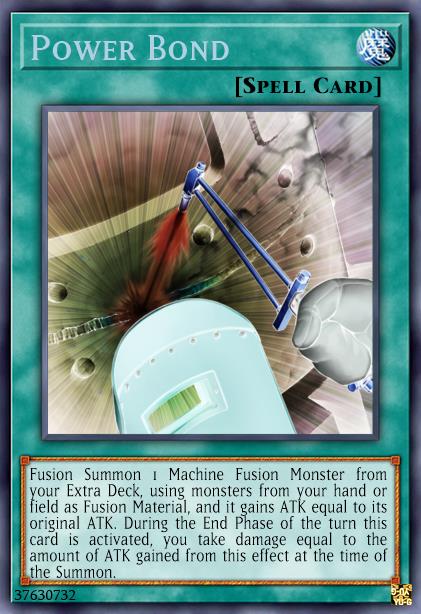 Power Bond
魔
[Spell Card]
Fusion Summon 1 Machine Fusion Monster from
your Extra Deck, using monsters from your hand or
field as Fusion Material, and it gains ATK equal to its
original ATK. During the End Phase of the turn this
card is activated, you take damage equal to the
amount of ATK gained from this effect at the time of
the Summon.
37630732